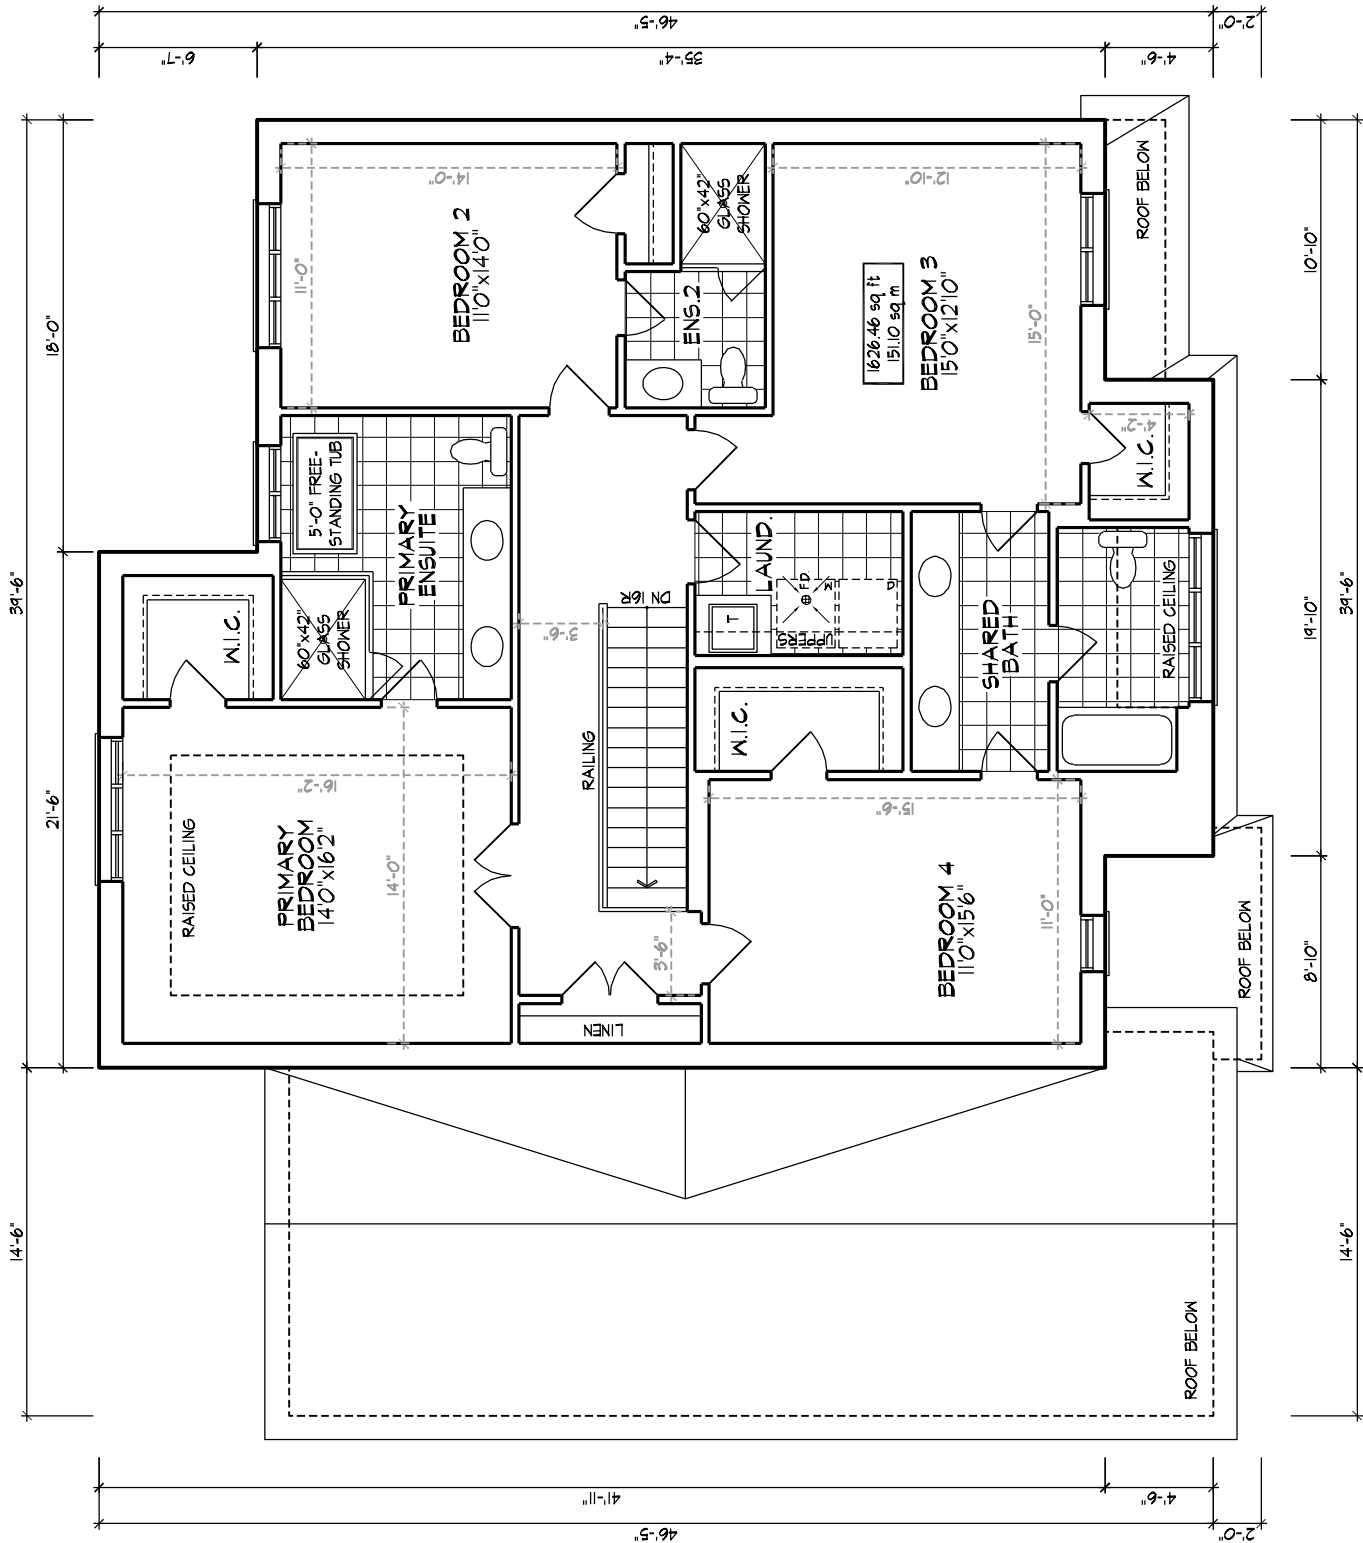 46'-5"
2'-0"
6'-7"
35'-4"
4'-6"
39'-6"
18'-0"
21'-6"
14'-6"
14'-0"
11'-0"
BEDROOM 2
11'0"x14'0"
60"x42"
GLASS
SHOWER
ENS.2
12'-10"
1626.46 sq ft
151.10 sq m
BEDROOM 3
15'0"x12'10"
15'-0"
ROOF BELOW
10'-10"
4'-2"
W.I.C.
5'-0" FREE-
STANDING TUB
PRIMARY
ENSUITE
60"x42"
GLASS
SHOWER
W.I.C.
3'-6"
DN 16R
RAILING
LAUND.
F.D.
W
D
T
UPPERS
W.I.C.
SHARED
BATH
RAISED CEILING
19'-10"
39'-6"
16'-2"
RAISED CEILING
PRIMARY
BEDROOM
14'0"x16'2"
14'-0"
15'-6"
BEDROOM 4
11'0"x15'6"
11'-0"
3'-6"
LINEN
ROOF BELOW
8'-10"
14'-6"
ROOF BELOW
41'-11"
4'-6"
46'-5"
2'-0"